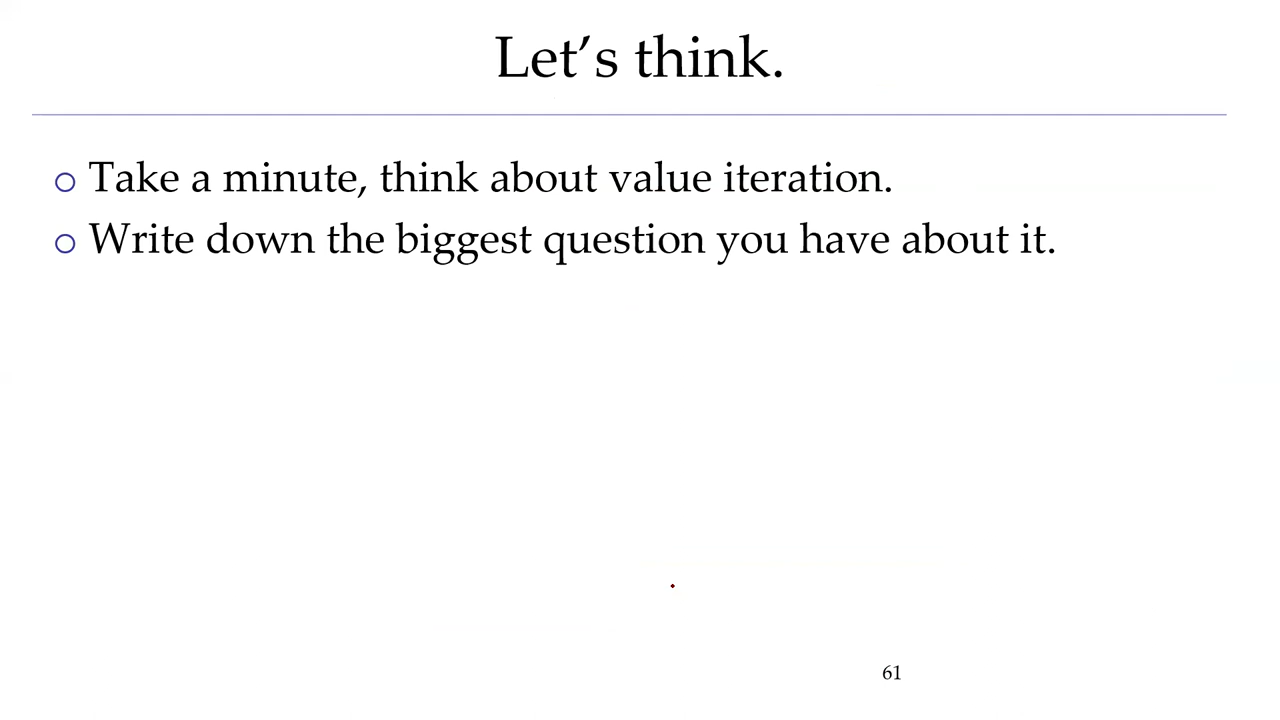 Let’s think.
Take a minute, think about value iteration.
Write down the biggest question you have about it.
61